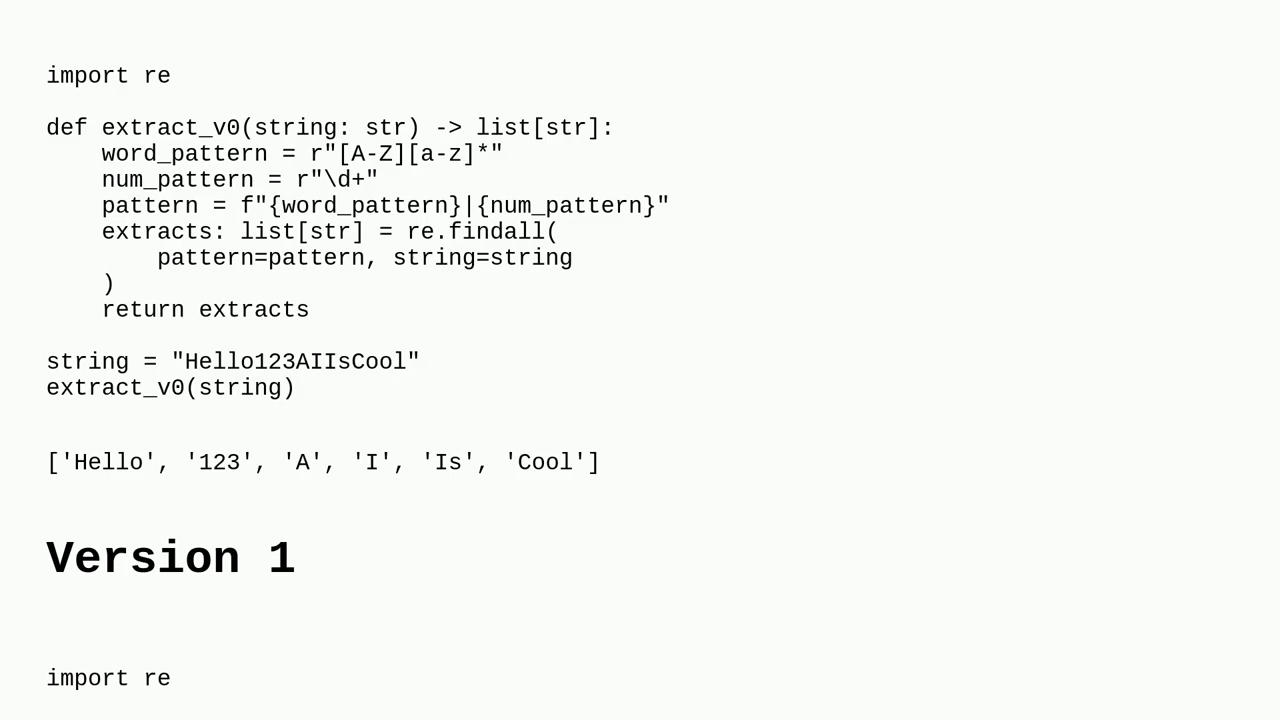 import re
def extract_v0(string: str) -> list[str]:
    word_pattern = r"[A-Z][a-z]*"
    num_pattern = r"\d+"
    pattern = f"{word_pattern}|{num_pattern}"
    extracts: list[str] = re.findall(
        pattern=pattern, string=string
    )
    return extracts
string = "Hello123AIIsCool"
extract_v0(string)
['Hello', '123', 'A', 'I', 'Is', 'Cool']
Version 1
import re